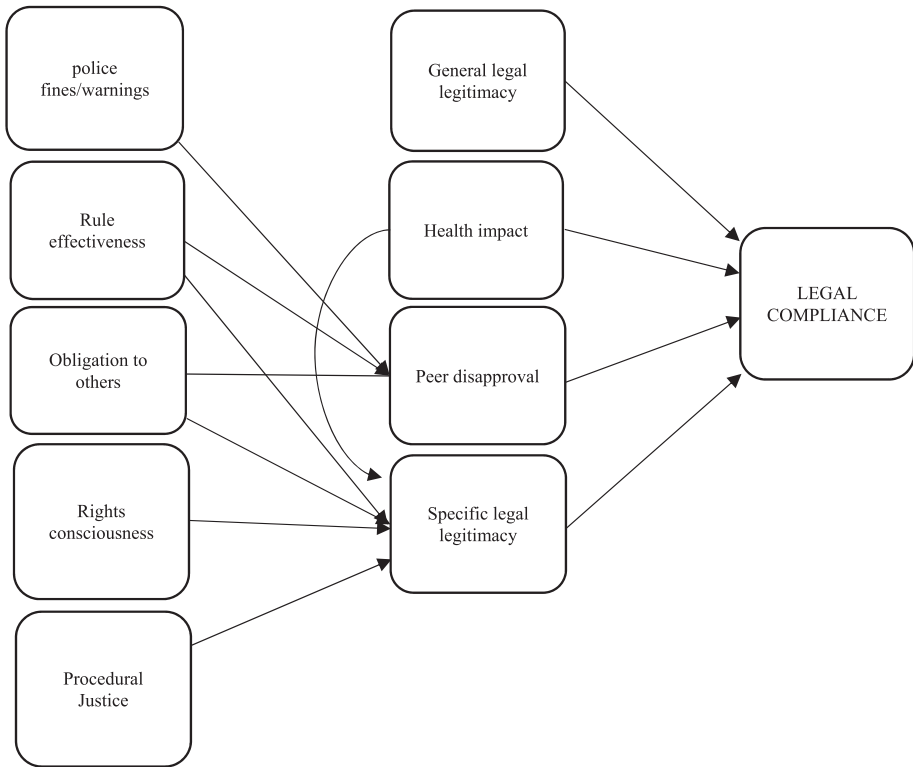 police
fines/warnings
Rule
effectiveness
Obligation to
others
Rights
consciousness
Procedural
Justice
General legal
legitimacy
Health impact
Peer disapproval
Specific legal
legitimacy
LEGAL
COMPLIANCE